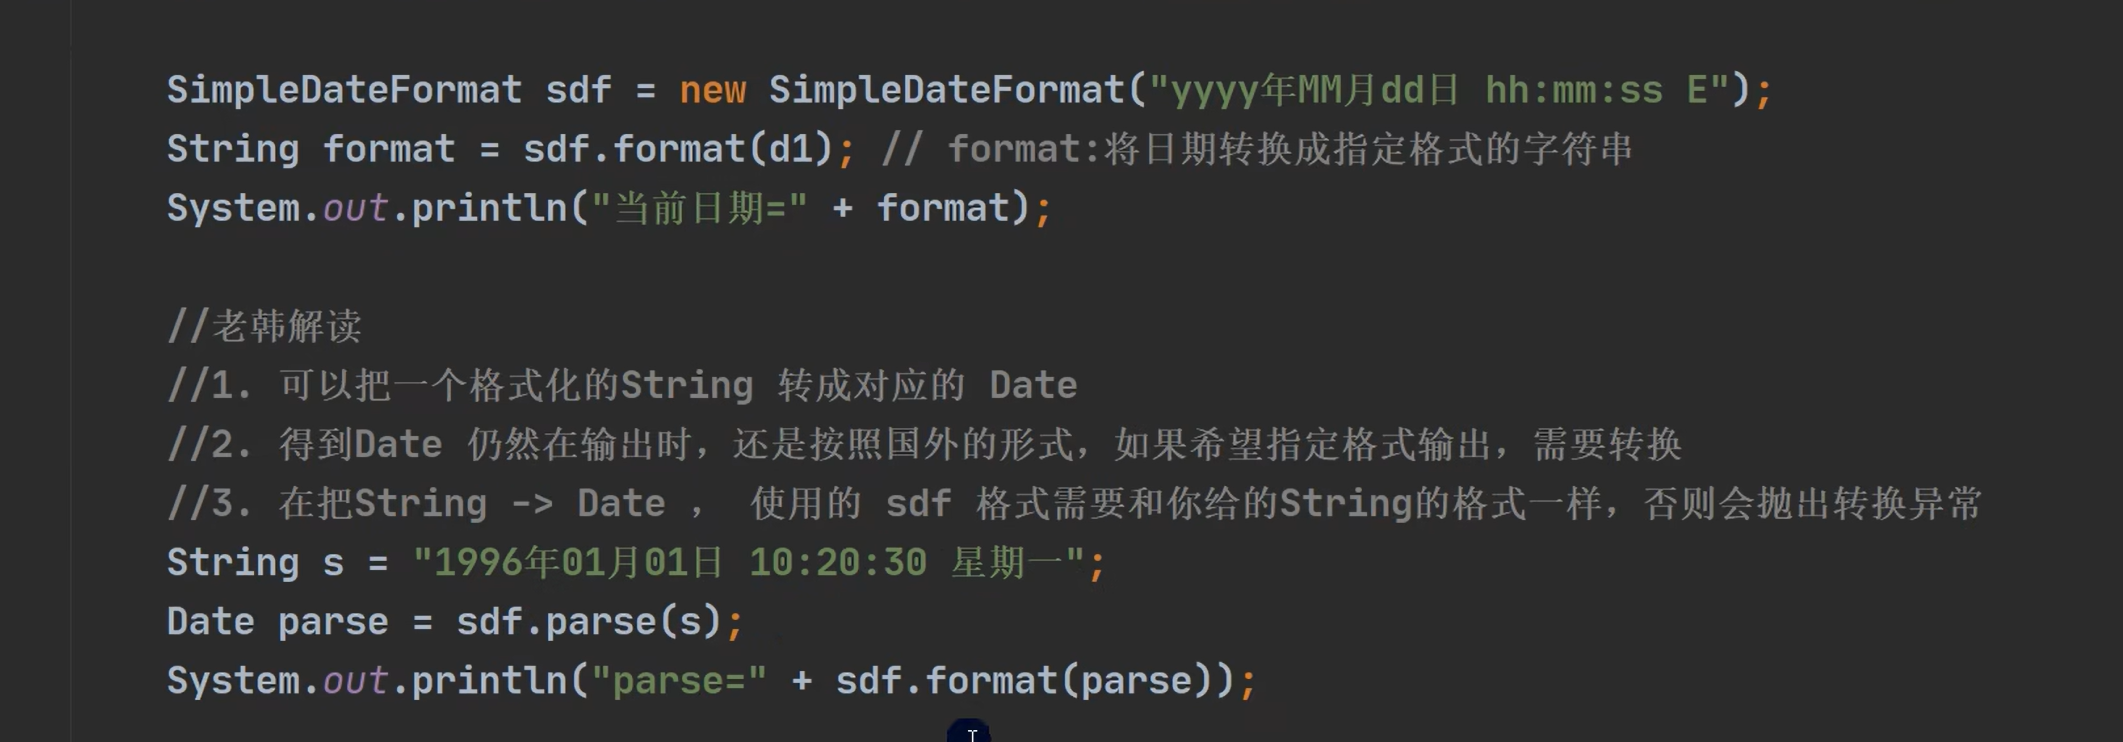 SimpleDateFormat sdf = new SimpleDateFormat("yyyy年MM月dd日 hh:mm:ss E");
String format = sdf.format(d1); // format:将日期转换成指定格式的字符串
System.out.println("当前日期=" + format);
//老韩解读
//1. 可以把一个格式化的String 转成对应的 Date
//2. 得到Date 仍然在输出时，还是按照国外的形式，如果希望指定格式输出，需要转换
//3. 在把String -> Date ， 使用的 sdf 格式需要和你给的String的格式一样，否则会抛出转换异常
String s = "1996年01月01日 10:20:30 星期一";
Date parse = sdf.parse(s);
System.out.println("parse=" + sdf.format(parse));